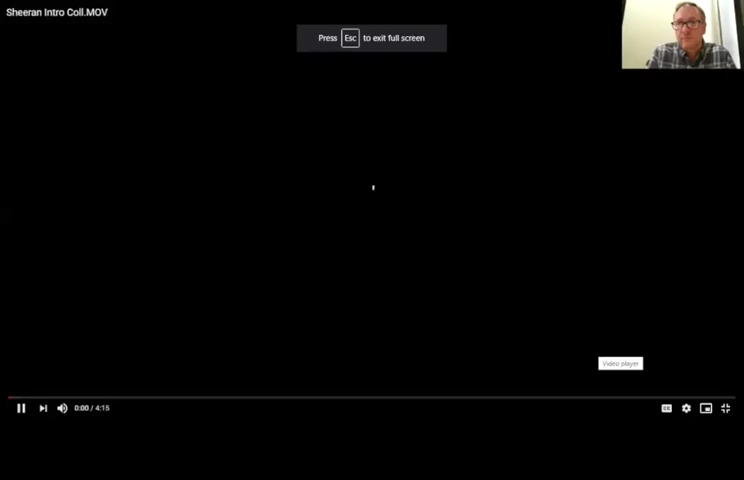 Sheeran Intro Coll.MOV
Press Esc to exit full screen
Video player
0:00 / 4:15